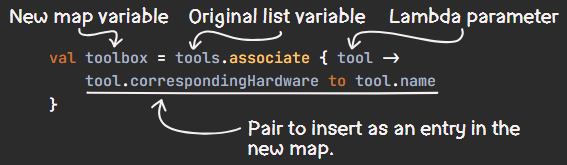 New map variable Original list variable Lambda parameter
val toolbox = tools.associate { tool ->
tool.correspondingHardware to tool.name
}
Pair to insert as an entry in the
new map.